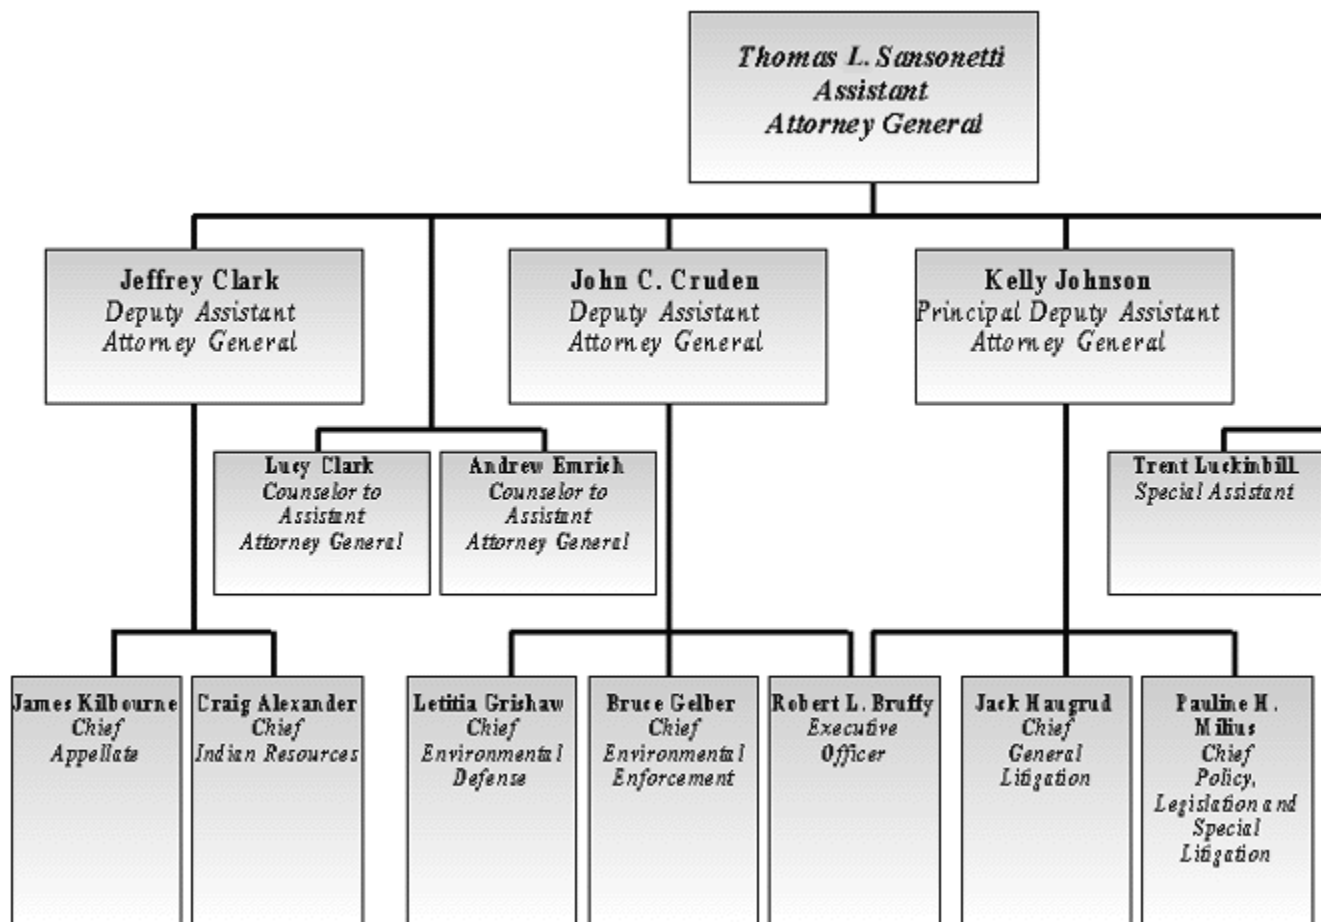 Thomas L. Sansonetti
Assistant
Attorney General
Jeffrey Clark
Deputy Assistant
Attorney General
John C. Cruden
Deputy Assistant
Attorney General
Kelly Johnson
Principal Deputy Assistant
Attorney General
Lucy Clark
Counselor to
Assistant
Attorney General
Andrew Emrich
Counselor to
Assistant
Attorney General
Trent Luckinbill
Special Assistant
James Kilbourne
Chief
Appellate
Craig Alexander
Chief
Indian Resources
Letitia Grishaw
Chief
Environmental
Defense
Bruce Gelber
Chief
Environmental
Enforcement
Robert L. Bruffy
Executive
Officer
Jack Haugrud
Chief
General
Litigation
Pauline H.
Milius
Chief
Policy,
Legislation and
Special
Litigation